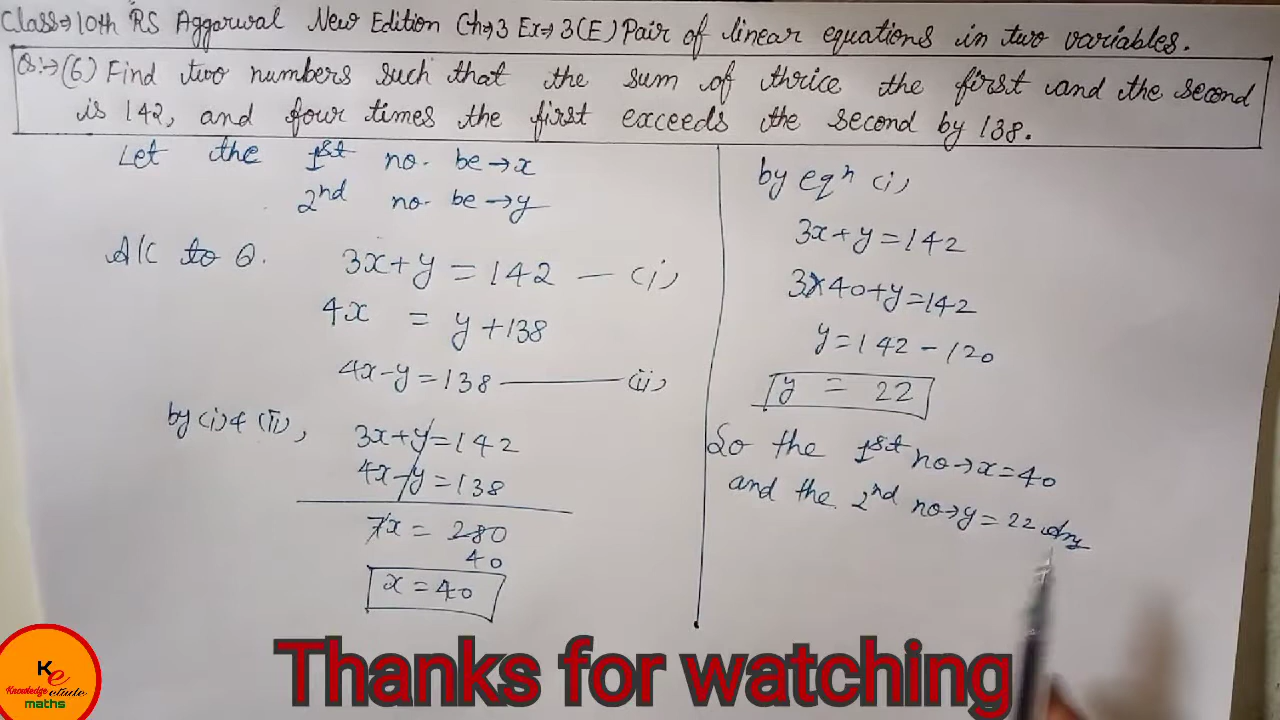 Class→10th RS Aggarwal New Edition Ch→3 Ex→3(E) Pair of linear equations in two variables.
Q:→(6) Find two numbers such that the sum of thrice the first and the second
is 142, and four times the first exceeds the second by 138.
Let the 1st no. be→x
2nd no. be→y
A/C to Q. 3x+y=142 —(i)
4x = y+138
4x-y=138 —(ii)
by (i) & (ii),
3x+y=142
4x-y=138
7x=280
40
x=40
by eqn (i)
3x+y=142
3×40+y=142
y=142-120
y = 22
So the 1st no→x=40
and the 2nd no→y=22 Ans
Thanks for watching
Ke
Knowledge etiute
maths